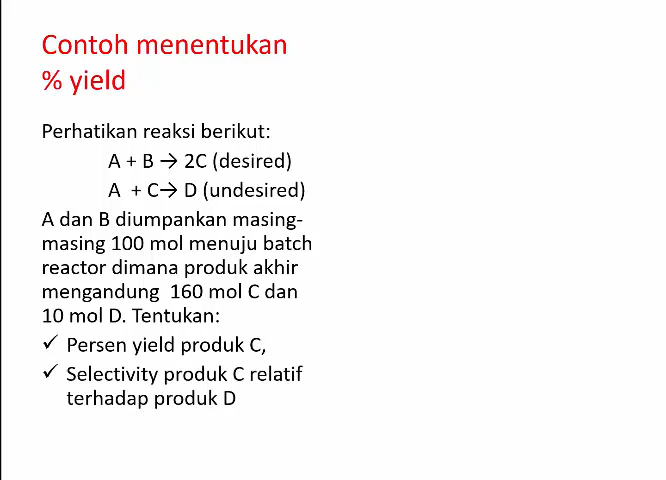 Contoh menentukan
% yield
Perhatikan reaksi berikut:
A + B → 2C (desired)
A  + C→ D (undesired)
A dan B diumpankan masing-
masing 100 mol menuju batch
reactor dimana produk akhir
mengandung  160 mol C dan
10 mol D. Tentukan:
✓ Persen yield produk C,
✓ Selectivity produk C relatif
terhadap produk D